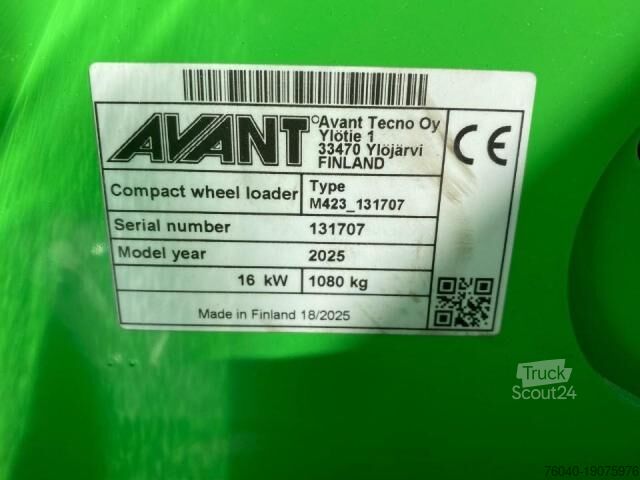 AVANT
Avant Tecno Oy
Ylötie 1
33470 Ylöjärvi
FINLAND
CE
Compact wheel loader
Type
M423_131707
Serial number 131707
Model year 2025
16 kW 1080 kg
Made in Finland 18/2025
Truck
Scout24
76040-19075976